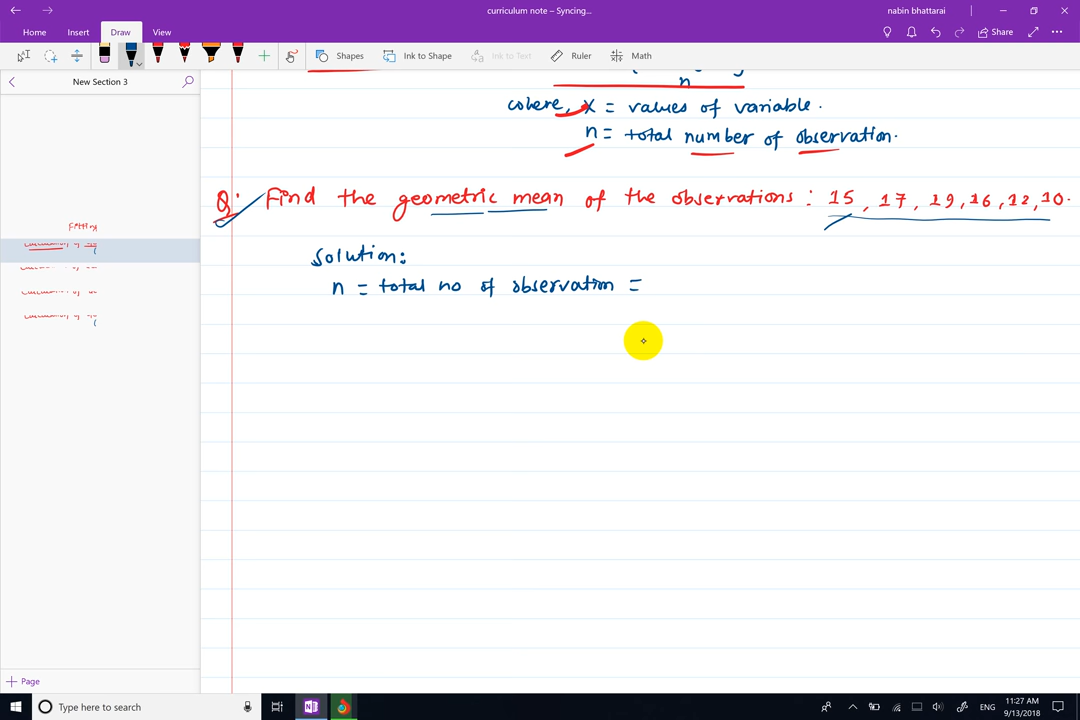 curriculum note – Syncing...
nabin bhattarai
Home Insert Draw View
Share
Shapes Ink to Shape Ink to Text Ruler Math
New Section 3
n
where, x = values of variable.
n = total number of observation.
Q: Find the geometric mean of the observations : 15, 17, 19, 16, 12, 10.
Solution:
n = total no of observation =
Page
Type here to search
ENG
11:27 AM
9/13/2018